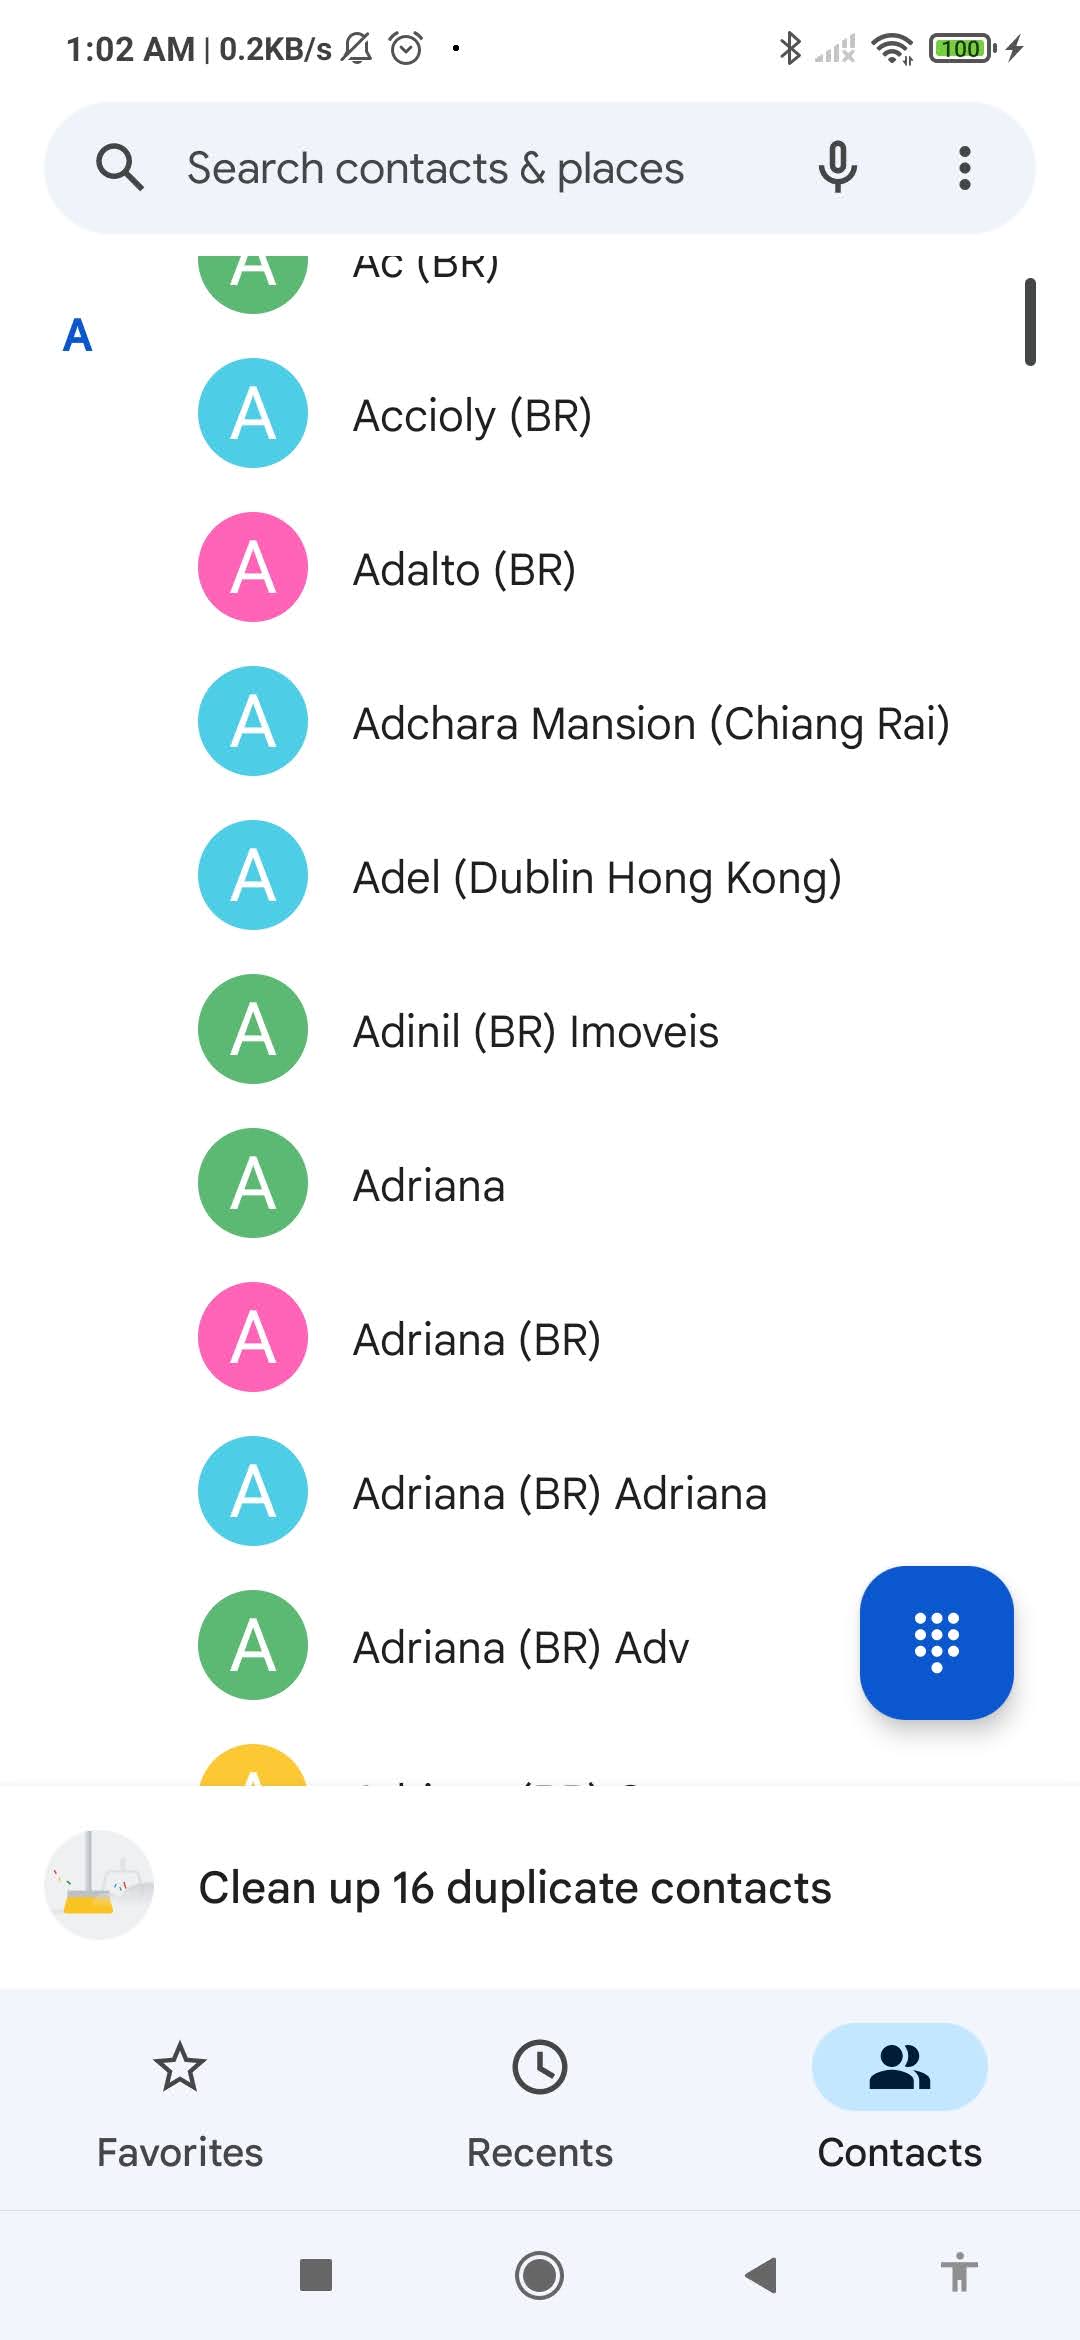 1:02 AM | 0.2KB/s
100
Search contacts & places
A Ac (BR)
A
A Accioly (BR)
A Adalto (BR)
A Adchara Mansion (Chiang Rai)
A Adel (Dublin Hong Kong)
A Adinil (BR) Imoveis
A Adriana
A Adriana (BR)
A Adriana (BR) Adriana
A Adriana (BR) Adv
Clean up 16 duplicate contacts
Favorites
Recents
Contacts